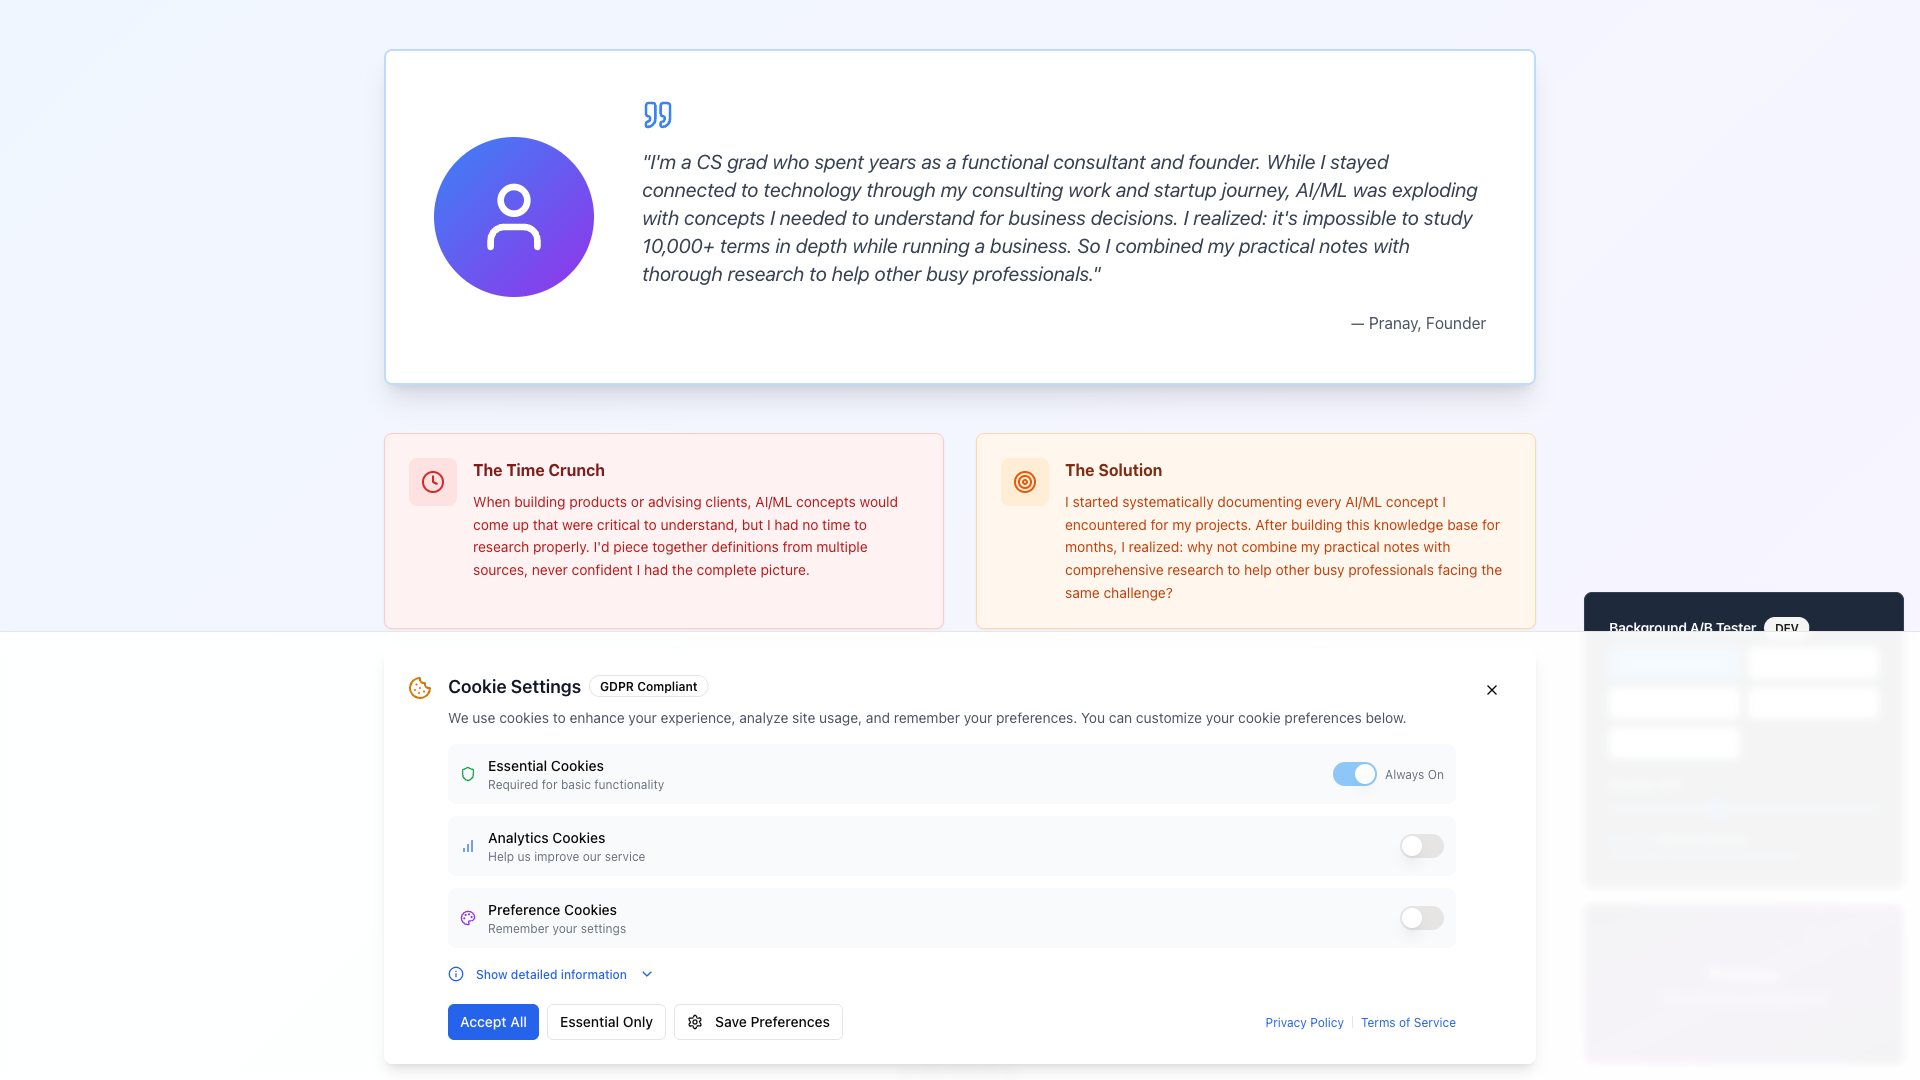 "I'm a CS grad who spent years as a functional consultant and founder. While I stayed
connected to technology through my consulting work and startup journey, AI/ML was exploding
with concepts I needed to understand for business decisions. I realized: it's impossible to study
10,000+ terms in depth while running a business. So I combined my practical notes with
thorough research to help other busy professionals."
— Pranay, Founder
The Time Crunch
When building products or advising clients, AI/ML concepts would
come up that were critical to understand, but I had no time to
research properly. I'd piece together definitions from multiple
sources, never confident I had the complete picture.
The Solution
I started systematically documenting every AI/ML concept I
encountered for my projects. After building this knowledge base for
months, I realized: why not combine my practical notes with
comprehensive research to help other busy professionals facing the
same challenge?
Background A/B Tester DEV
Cookie Settings GDPR Compliant
We use cookies to enhance your experience, analyze site usage, and remember your preferences. You can customize your cookie preferences below.
Essential Cookies
Required for basic functionality
Always On
Analytics Cookies
Help us improve our service
Preference Cookies
Remember your settings
Show detailed information
Accept All Essential Only Save Preferences Privacy Policy Terms of Service